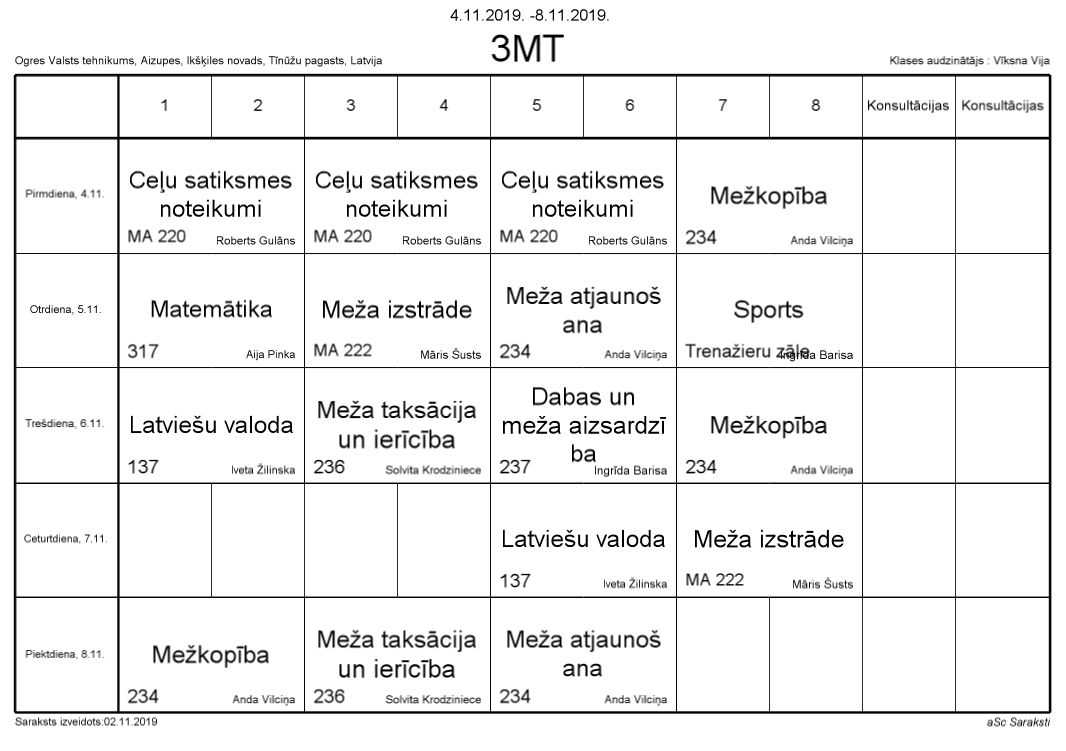 4.11.2019. -8.11.2019.
3MT
Ogres Valsts tehnikums, Aizupes, Ikšķiles novads, Tīnūžu pagasts, Latvija
Klases audzinātājs : Vīksna Vija
1 2 3 4 5 6 7 8 Konsultācijas Konsultācijas
Pirmdiena, 4.11.
Ceļu satiksmes
noteikumi
MA 220 Roberts Gulāns
Ceļu satiksmes
noteikumi
MA 220 Roberts Gulāns
Ceļu satiksmes
noteikumi
MA 220 Roberts Gulāns
Mežkopība
234 Anda Vilciņa
Otrdiena, 5.11.
Matemātika
317 Aija Pinka
Meža izstrāde
MA 222 Māris Šusts
Meža atjaunoš
ana
234 Anda Vilciņa
Sports
Trenažieru zāle Ingrīda Barisa
Trešdiena, 6.11.
Latviešu valoda
137 Iveta Žilinska
Meža taksācija
un ierīcība
236 Solvita Krodziniece
Dabas un
meža aizsardzī
ba
237 Ingrīda Barisa
Mežkopība
234 Anda Vilciņa
Ceturtdiena, 7.11.
Latviešu valoda
137 Iveta Žilinska
Meža izstrāde
MA 222 Māris Šusts
Piektdiena, 8.11.
Mežkopība
234 Anda Vilciņa
Meža taksācija
un ierīcība
236 Solvita Krodziniece
Meža atjaunoš
ana
234 Anda Vilciņa
Saraksts izveidots:02.11.2019
aSc Saraksti